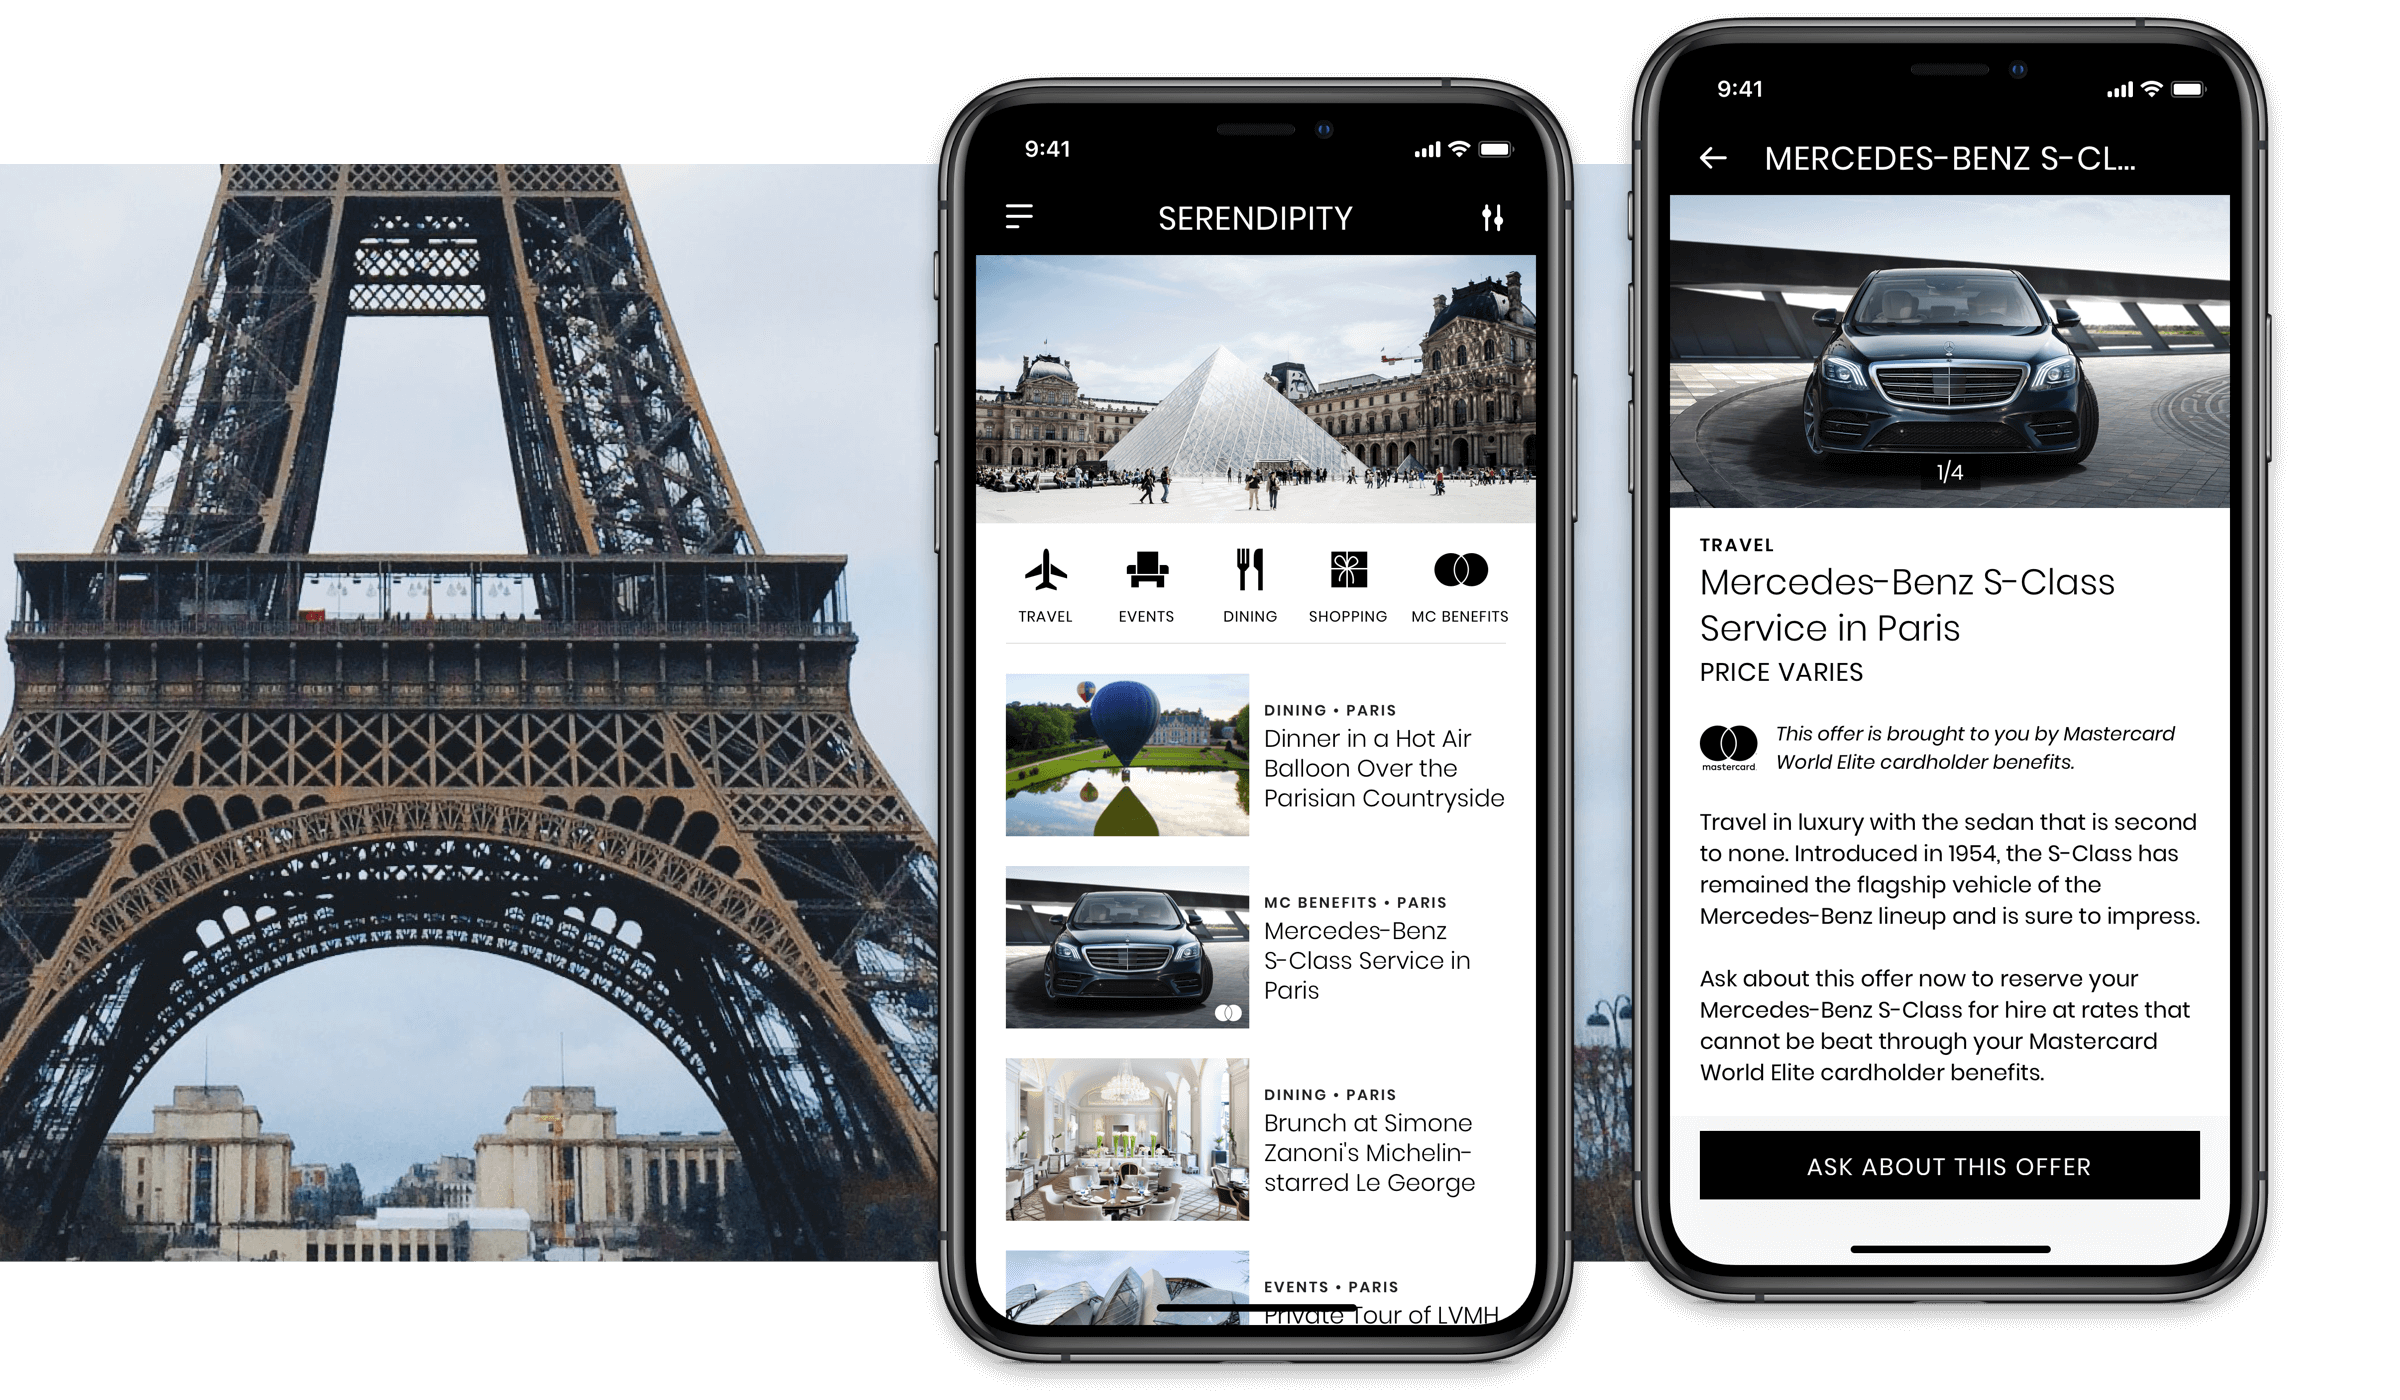 9:41
SERENDIPITY
TRAVEL
EVENTS
DINING
SHOPPING
MC BENEFITS
DINING • PARIS
Dinner in a Hot Air
Balloon Over the
Parisian Countryside
MC BENEFITS • PARIS
Mercedes-Benz
S-Class Service in
Paris
DINING • PARIS
Brunch at Simone
Zanoni's Michelin-
starred Le George
EVENTS • PARIS
Private Tour of LVMH
9:41
MERCEDES-BENZ S-CL...
1/4
TRAVEL
Mercedes-Benz S-Class
Service in Paris
PRICE VARIES
mastercard.
This offer is brought to you by Mastercard
World Elite cardholder benefits.
Travel in luxury with the sedan that is second
to none. Introduced in 1954, the S-Class has
remained the flagship vehicle of the
Mercedes-Benz lineup and is sure to impress.
Ask about this offer now to reserve your
Mercedes-Benz S-Class for hire at rates that
cannot be beat through your Mastercard
World Elite cardholder benefits.
ASK ABOUT THIS OFFER